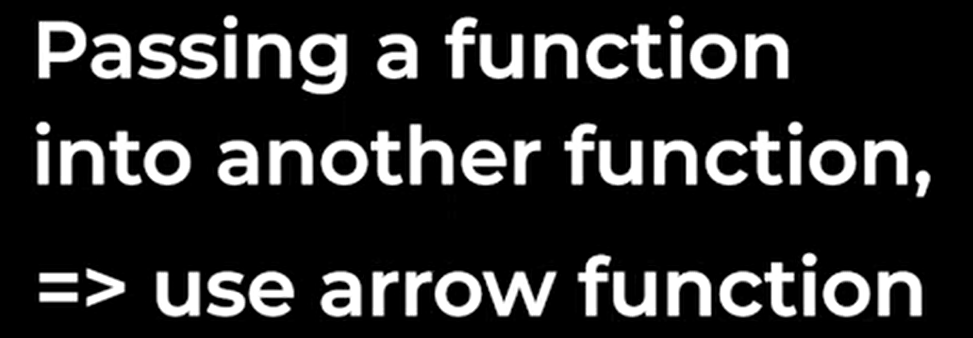 Passing a function
into another function,
=> use arrow function